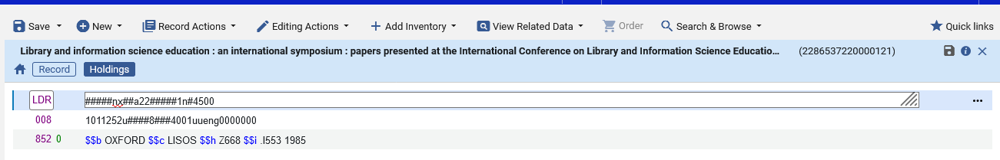 Save New Record Actions Editing Actions Add Inventory View Related Data Order Search & Browse Quick links
Library and information science education : an international symposium : papers presented at the International Conference on Library and Information Science Educatio... (2286537220000121)
Record Holdings
LDR #####nx##a22#####1n#4500
008 1011252u####8###4001uueng0000000
852 0 $$b OXFORD $$c LISOS $$h Z668 $$i .I553 1985